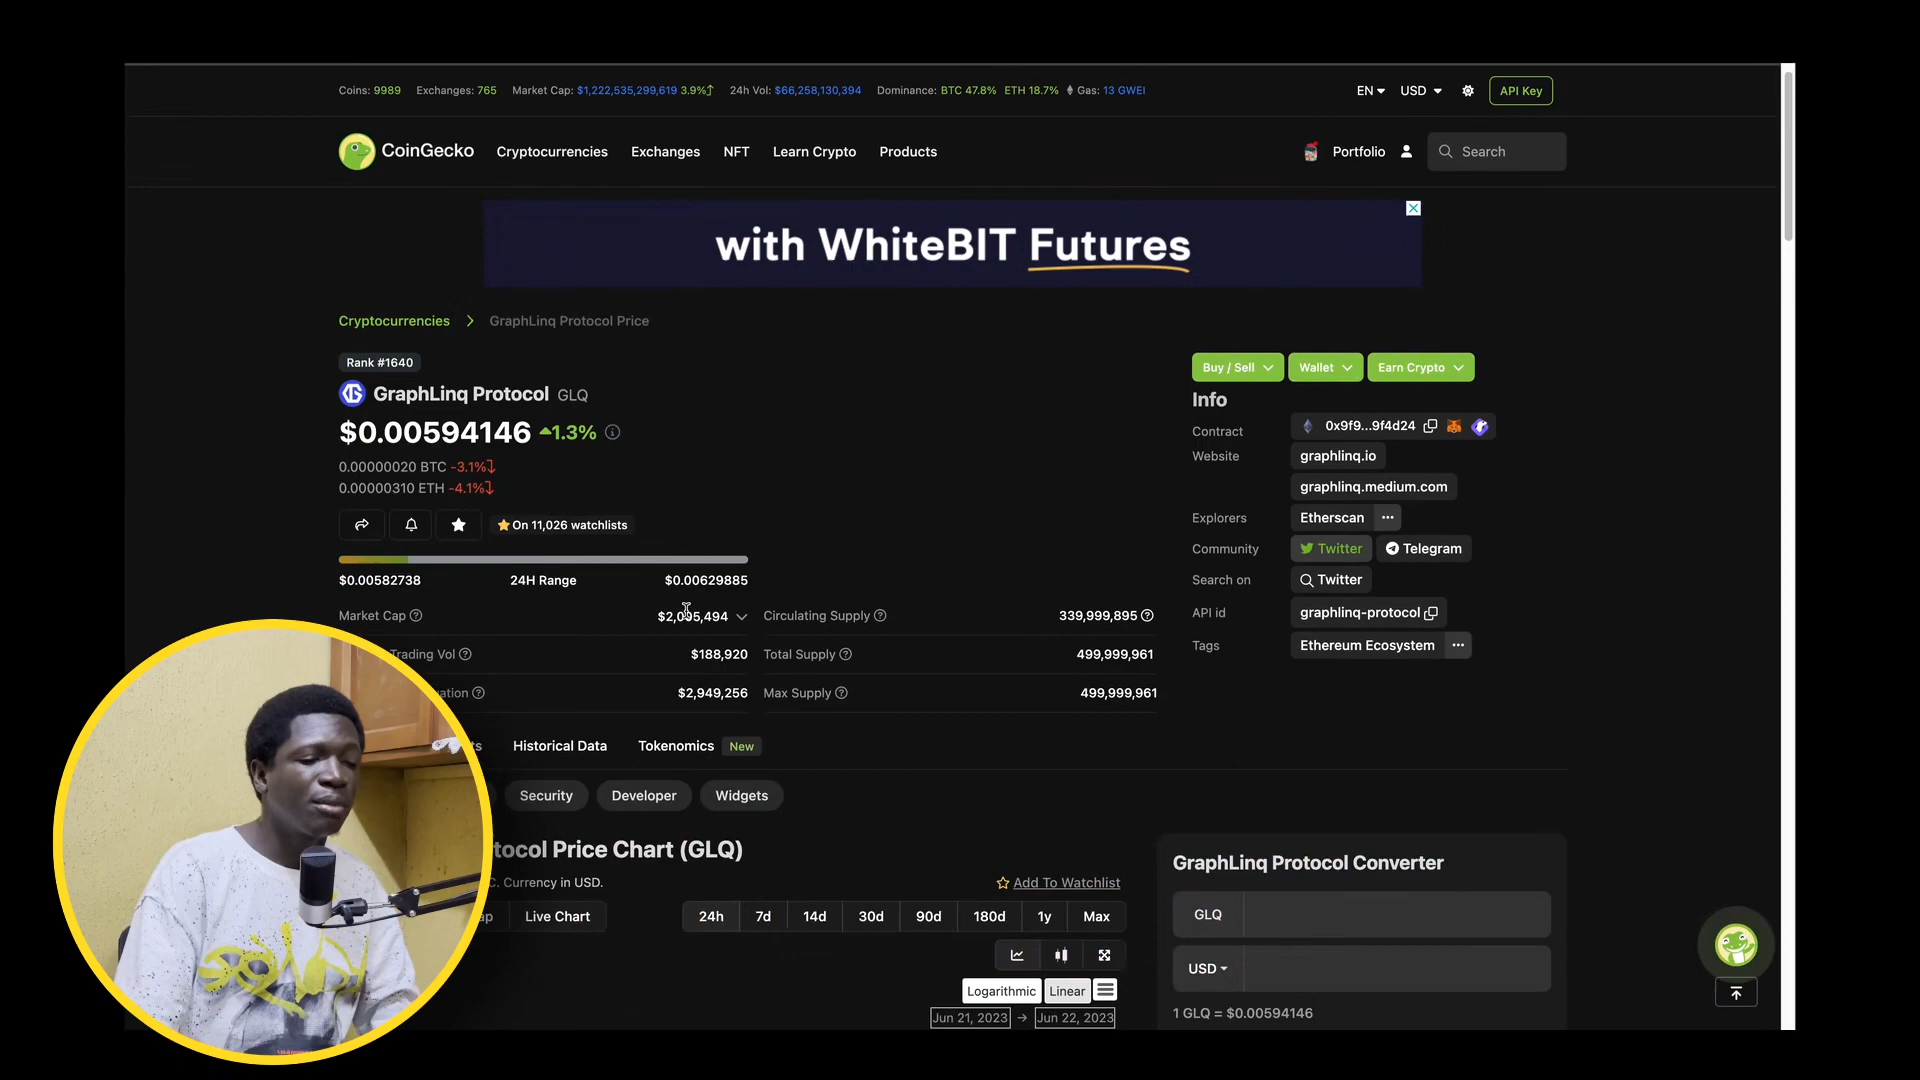 Coins: 9989 Exchanges: 765 Market Cap: $1,222,535,299,619 3.9% 24h Vol: $66,258,130,394 Dominance: BTC 47.8% ETH 18.7% Gas: 13 GWEI EN USD API Key
CoinGecko Cryptocurrencies Exchanges NFT Learn Crypto Products Portfolio Search
with WhiteBIT Futures
Cryptocurrencies > GraphLinq Protocol Price
Rank #1640
GraphLinq Protocol GLQ
$0.00594146 1.3%
0.00000020 BTC -3.1%
0.00000310 ETH -4.1%
On 11,026 watchlists
$0.00582738 24H Range $0.00629885
Market Cap
Circulating Supply 339,999,895
Trading Vol $188,920 Total Supply 499,999,961
$2,949,256 Max Supply 499,999,961
Buy / Sell Wallet Earn Crypto
Info
Contract 0x9f9...9f4d24
Website graphlinq.io
graphlinq.medium.com
Explorers Etherscan
Community Twitter Telegram
Search on Twitter
API id graphlinq-protocol
Tags Ethereum Ecosystem
Historical Data Tokenomics New
Security Developer Widgets
tocol Price Chart (GLQ)
C. Currency in USD. Add To Watchlist
Live Chart 24h 7d 14d 30d 90d 180d 1y Max
Logarithmic Linear
Jun 21, 2023 → Jun 22, 2023
GraphLinq Protocol Converter
GLQ
USD
1 GLQ = $0.00594146